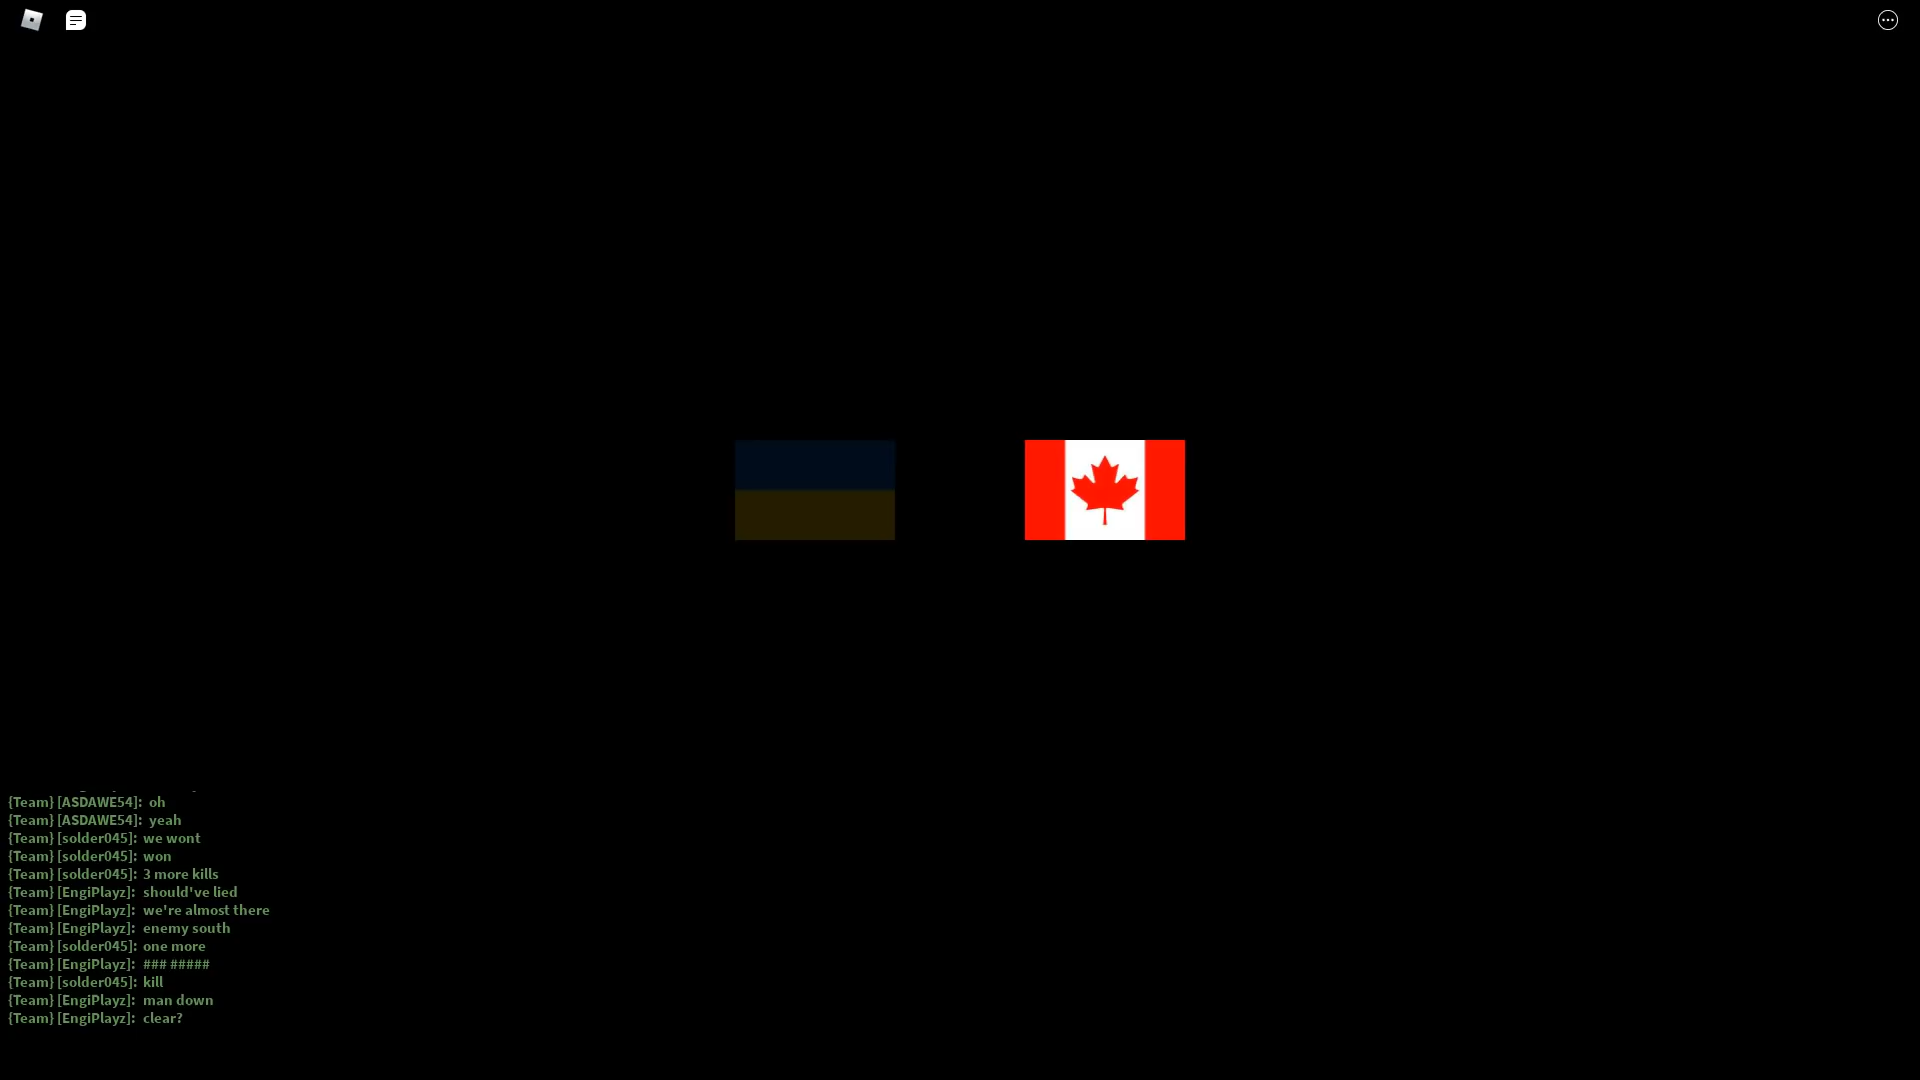 {Team} [ASDAWE54]: oh
{Team} [ASDAWE54]: yeah
{Team} [solder045]: we wont
{Team} [solder045]: won
{Team} [solder045]: 3 more kills
{Team} [EngiPlayz]: should've lied
{Team} [EngiPlayz]: we're almost there
{Team} [EngiPlayz]: enemy south
{Team} [solder045]: one more
{Team} [EngiPlayz]: ### #####
{Team} [solder045]: kill
{Team} [EngiPlayz]: man down
{Team} [EngiPlayz]: clear?